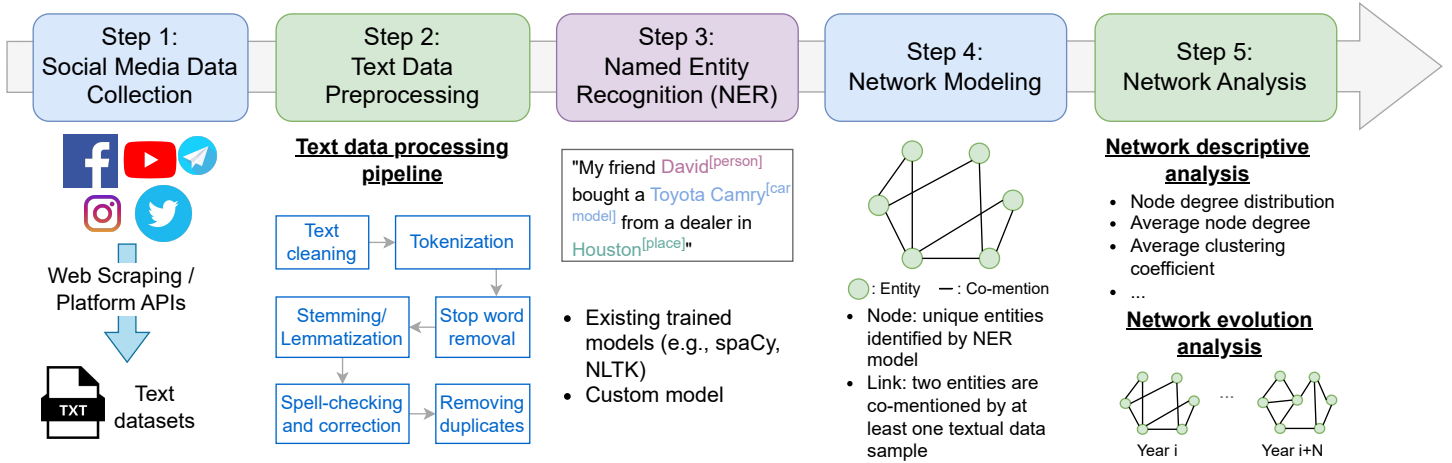 Step 1:
Social Media Data
Collection
Step 2:
Text Data
Preprocessing
Step 3:
Named Entity
Recognition (NER)
Step 4:
Network Modeling
Step 5:
Network Analysis
Web Scraping /
Platform APIs
TXT
Text
datasets
Text data processing
pipeline
Text
cleaning
Tokenization
Stemming/
Lemmatization
Stop word
removal
Spell-checking
and correction
Removing
duplicates
"My friend David[person]
bought a Toyota Camry[car
model] from a dealer in
Houston[place]"
• Existing trained
models (e.g., spaCy,
NLTK)
• Custom model
: Entity
: Co-mention
• Node: unique entities
identified by NER
model
• Link: two entities are
co-mentioned by at
least one textual data
sample
Network descriptive
analysis
• Node degree distribution
• Average node degree
• Average clustering
coefficient
• ...
Network evolution
analysis
...
Year i
Year i+N